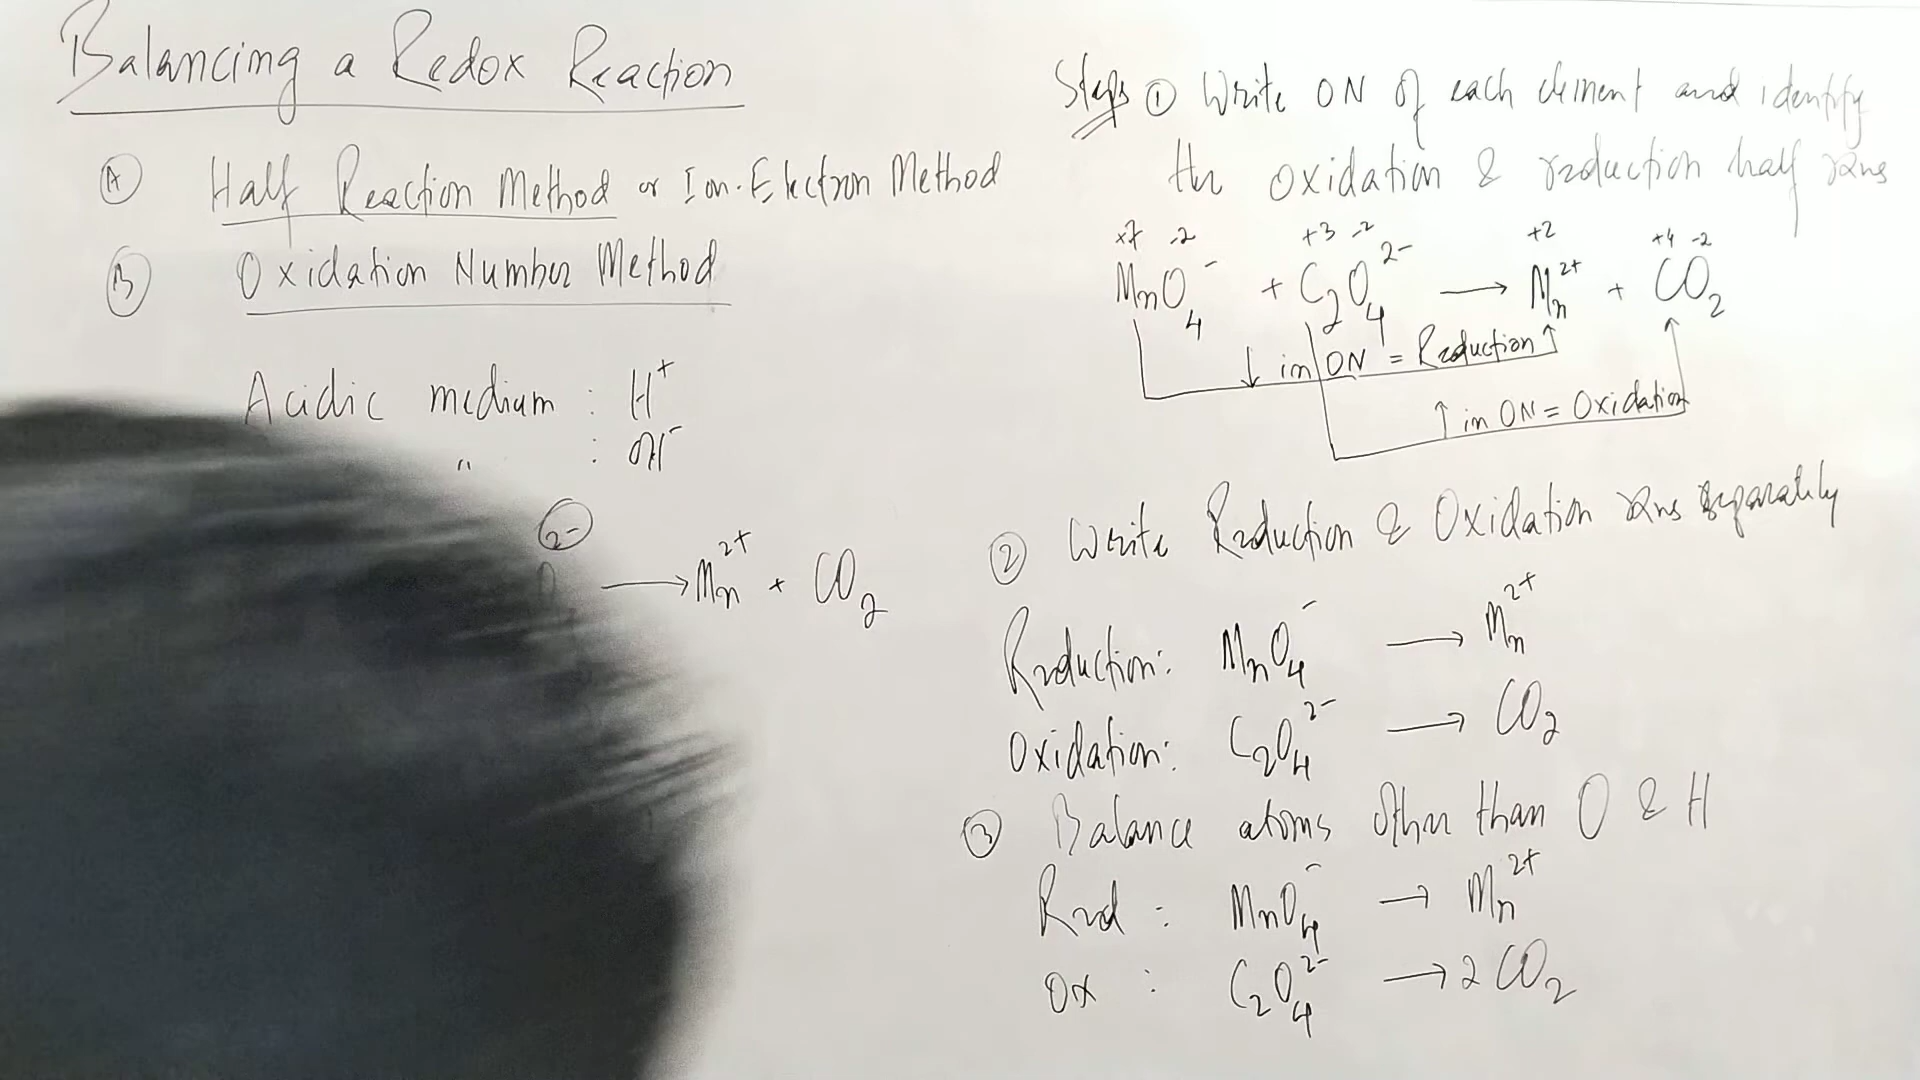 Balancing a Redox Reaction
A Half Reaction Method or Ion-Electron Method
B Oxidation Number Method
Acidic medium : H⁺
" : OH⁻
2-
→ Mn²⁺ + CO₂
Steps ① Write ON of each element and identify
the oxidation & reduction half rxns
+7 -2 +3 -2 +2 +4 -2
MnO₄⁻ + C₂O₄²⁻ → Mn²⁺ + CO₂
↓ in ON = Reduction
↑ in ON = Oxidation
② Write Reduction & Oxidation rxns separately
Reduction: MnO₄⁻ → Mn²⁺
Oxidation: C₂O₄²⁻ → CO₂
③ Balance atoms other than O & H
Red : MnO₄⁻ → Mn²⁺
Ox : C₂O₄²⁻ → 2 CO₂